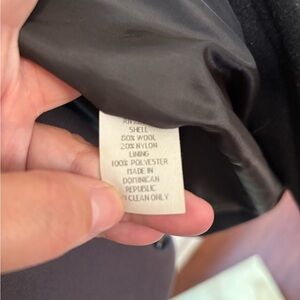 SHELL
80% WOOL
20% NYLON
LINING
100% POLYESTER
MADE IN
DOMINICAN
REPUBLIC
CLEAN ONLY